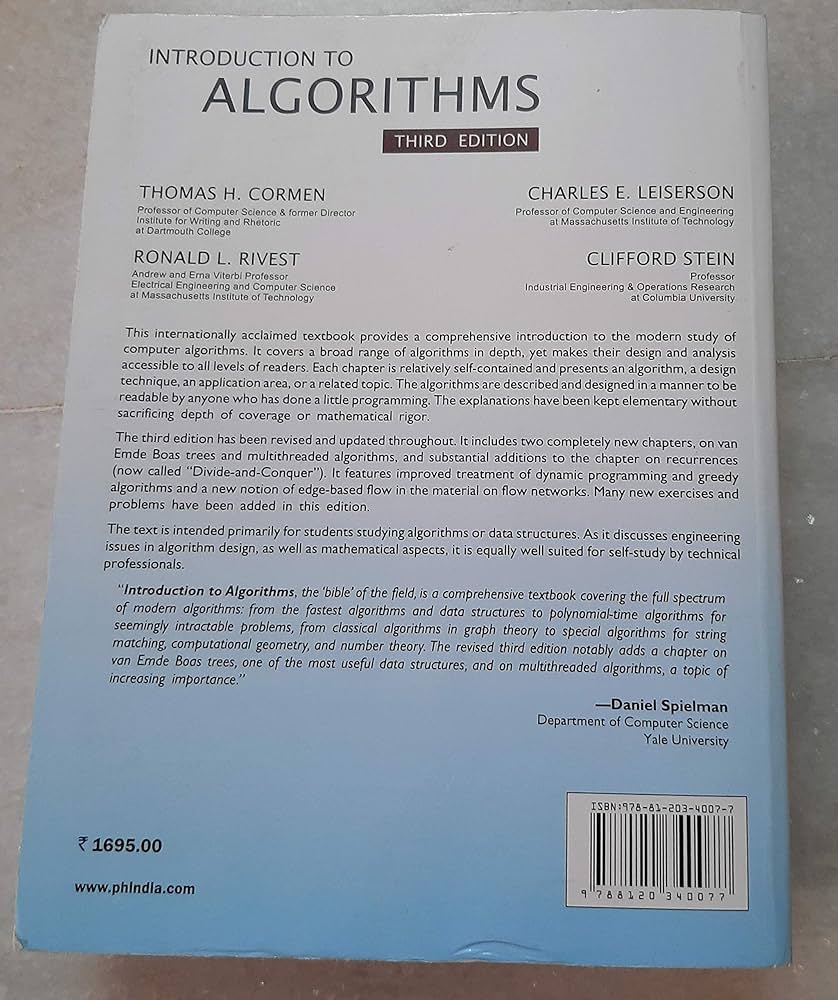 INTRODUCTION TO
ALGORITHMS
THIRD EDITION
THOMAS H. CORMEN
Professor of Computer Science & former Director
Institute for Writing and Rhetoric
at Dartmouth College
CHARLES E. LEISERSON
Professor of Computer Science and Engineering
at Massachusetts Institute of Technology
RONALD L. RIVEST
Andrew and Erna Viterbi Professor
Electrical Engineering and Computer Science
at Massachusetts Institute of Technology
CLIFFORD STEIN
Professor
Industrial Engineering & Operations Research
at Columbia University
This internationally acclaimed textbook provides a comprehensive introduction to the modern study of
computer algorithms. It covers a broad range of algorithms in depth, yet makes their design and analysis
accessible to all levels of readers. Each chapter is relatively self-contained and presents an algorithm, a design
technique, an application area, or a related topic. The algorithms are described and designed in a manner to be
readable by anyone who has done a little programming. The explanations have been kept elementary without
sacrificing depth of coverage or mathematical rigor.
The third edition has been revised and updated throughout. It includes two completely new chapters, on van
Emde Boas trees and multithreaded algorithms, and substantial additions to the chapter on recurrences
(now called “Divide-and-Conquer”). It features improved treatment of dynamic programming and greedy
algorithms and a new notion of edge-based flow in the material on flow networks. Many new exercises and
problems have been added in this edition.
The text is intended primarily for students studying algorithms or data structures. As it discusses engineering
issues in algorithm design, as well as mathematical aspects, it is equally well suited for self-study by technical
professionals.
“Introduction to Algorithms, the ‘bible’ of the field, is a comprehensive textbook covering the full spectrum
of modern algorithms: from the fastest algorithms and data structures to polynomial-time algorithms for
seemingly intractable problems, from classical algorithms in graph theory to special algorithms for string
matching, computational geometry, and number theory. The revised third edition notably adds a chapter on
van Emde Boas trees, one of the most useful data structures, and on multithreaded algorithms, a topic of
increasing importance.”
—Daniel Spielman
Department of Computer Science
Yale University
ISBN:978-81-203-4007-7
9 788120 340077
₹ 1695.00
www.phindia.com